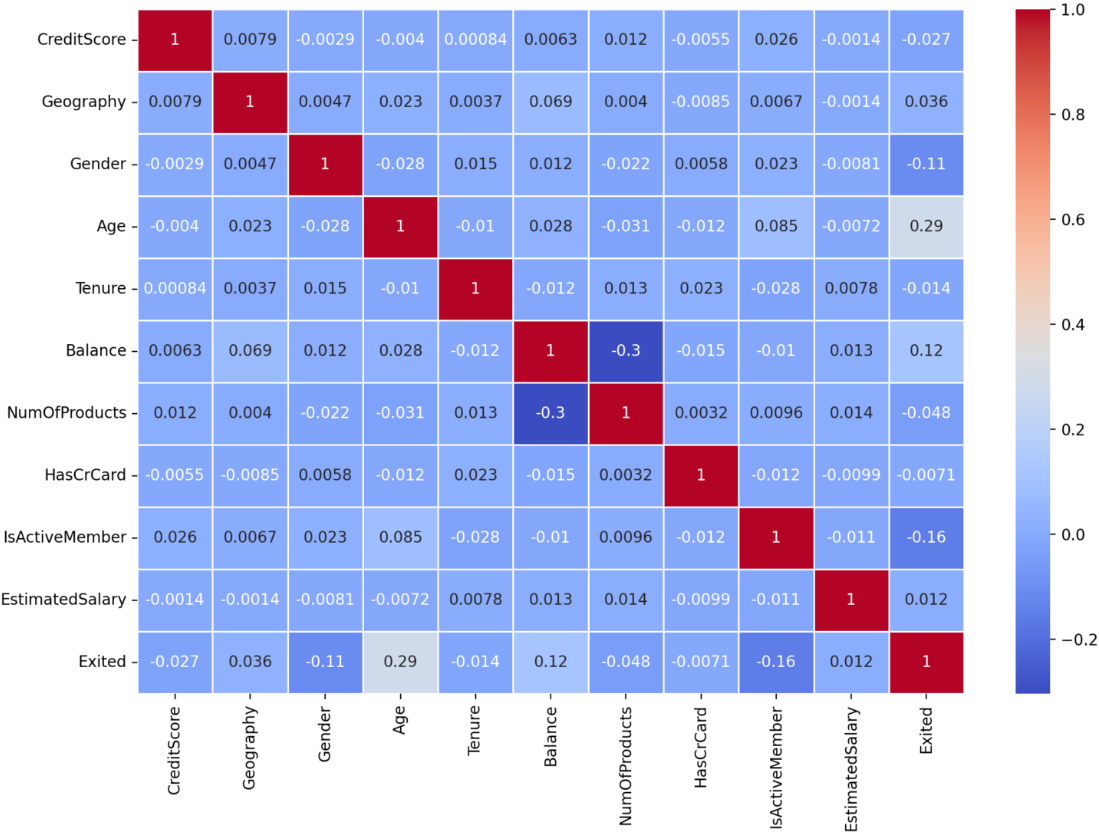 CreditScore 1 0.0079 -0.0029 -0.004 0.00084 0.0063 0.012 -0.0055 0.026 -0.0014 -0.027
Geography 0.0079 1 0.0047 0.023 0.0037 0.069 0.004 -0.0085 0.0067 -0.0014 0.036
Gender -0.0029 0.0047 1 -0.028 0.015 0.012 -0.022 0.0058 0.023 -0.0081 -0.11
Age -0.004 0.023 -0.028 1 -0.01 0.028 -0.031 -0.012 0.085 -0.0072 0.29
Tenure 0.00084 0.0037 0.015 -0.01 1 -0.012 0.013 0.023 -0.028 0.0078 -0.014
Balance 0.0063 0.069 0.012 0.028 -0.012 1 -0.3 -0.015 -0.01 0.013 0.12
NumOfProducts 0.012 0.004 -0.022 -0.031 0.013 -0.3 1 0.0032 0.0096 0.014 -0.048
HasCrCard -0.0055 -0.0085 0.0058 -0.012 0.023 -0.015 0.0032 1 -0.012 -0.0099 -0.0071
IsActiveMember 0.026 0.0067 0.023 0.085 -0.028 -0.01 0.0096 -0.012 1 -0.011 -0.16
EstimatedSalary -0.0014 -0.0014 -0.0081 -0.0072 0.0078 0.013 0.014 -0.0099 -0.011 1 0.012
Exited -0.027 0.036 -0.11 0.29 -0.014 0.12 -0.048 -0.0071 -0.16 0.012 1
CreditScore
Geography
Gender
Age
Tenure
Balance
NumOfProducts
HasCrCard
IsActiveMember
EstimatedSalary
Exited
1.0
0.8
0.6
0.4
0.2
0.0
−0.2